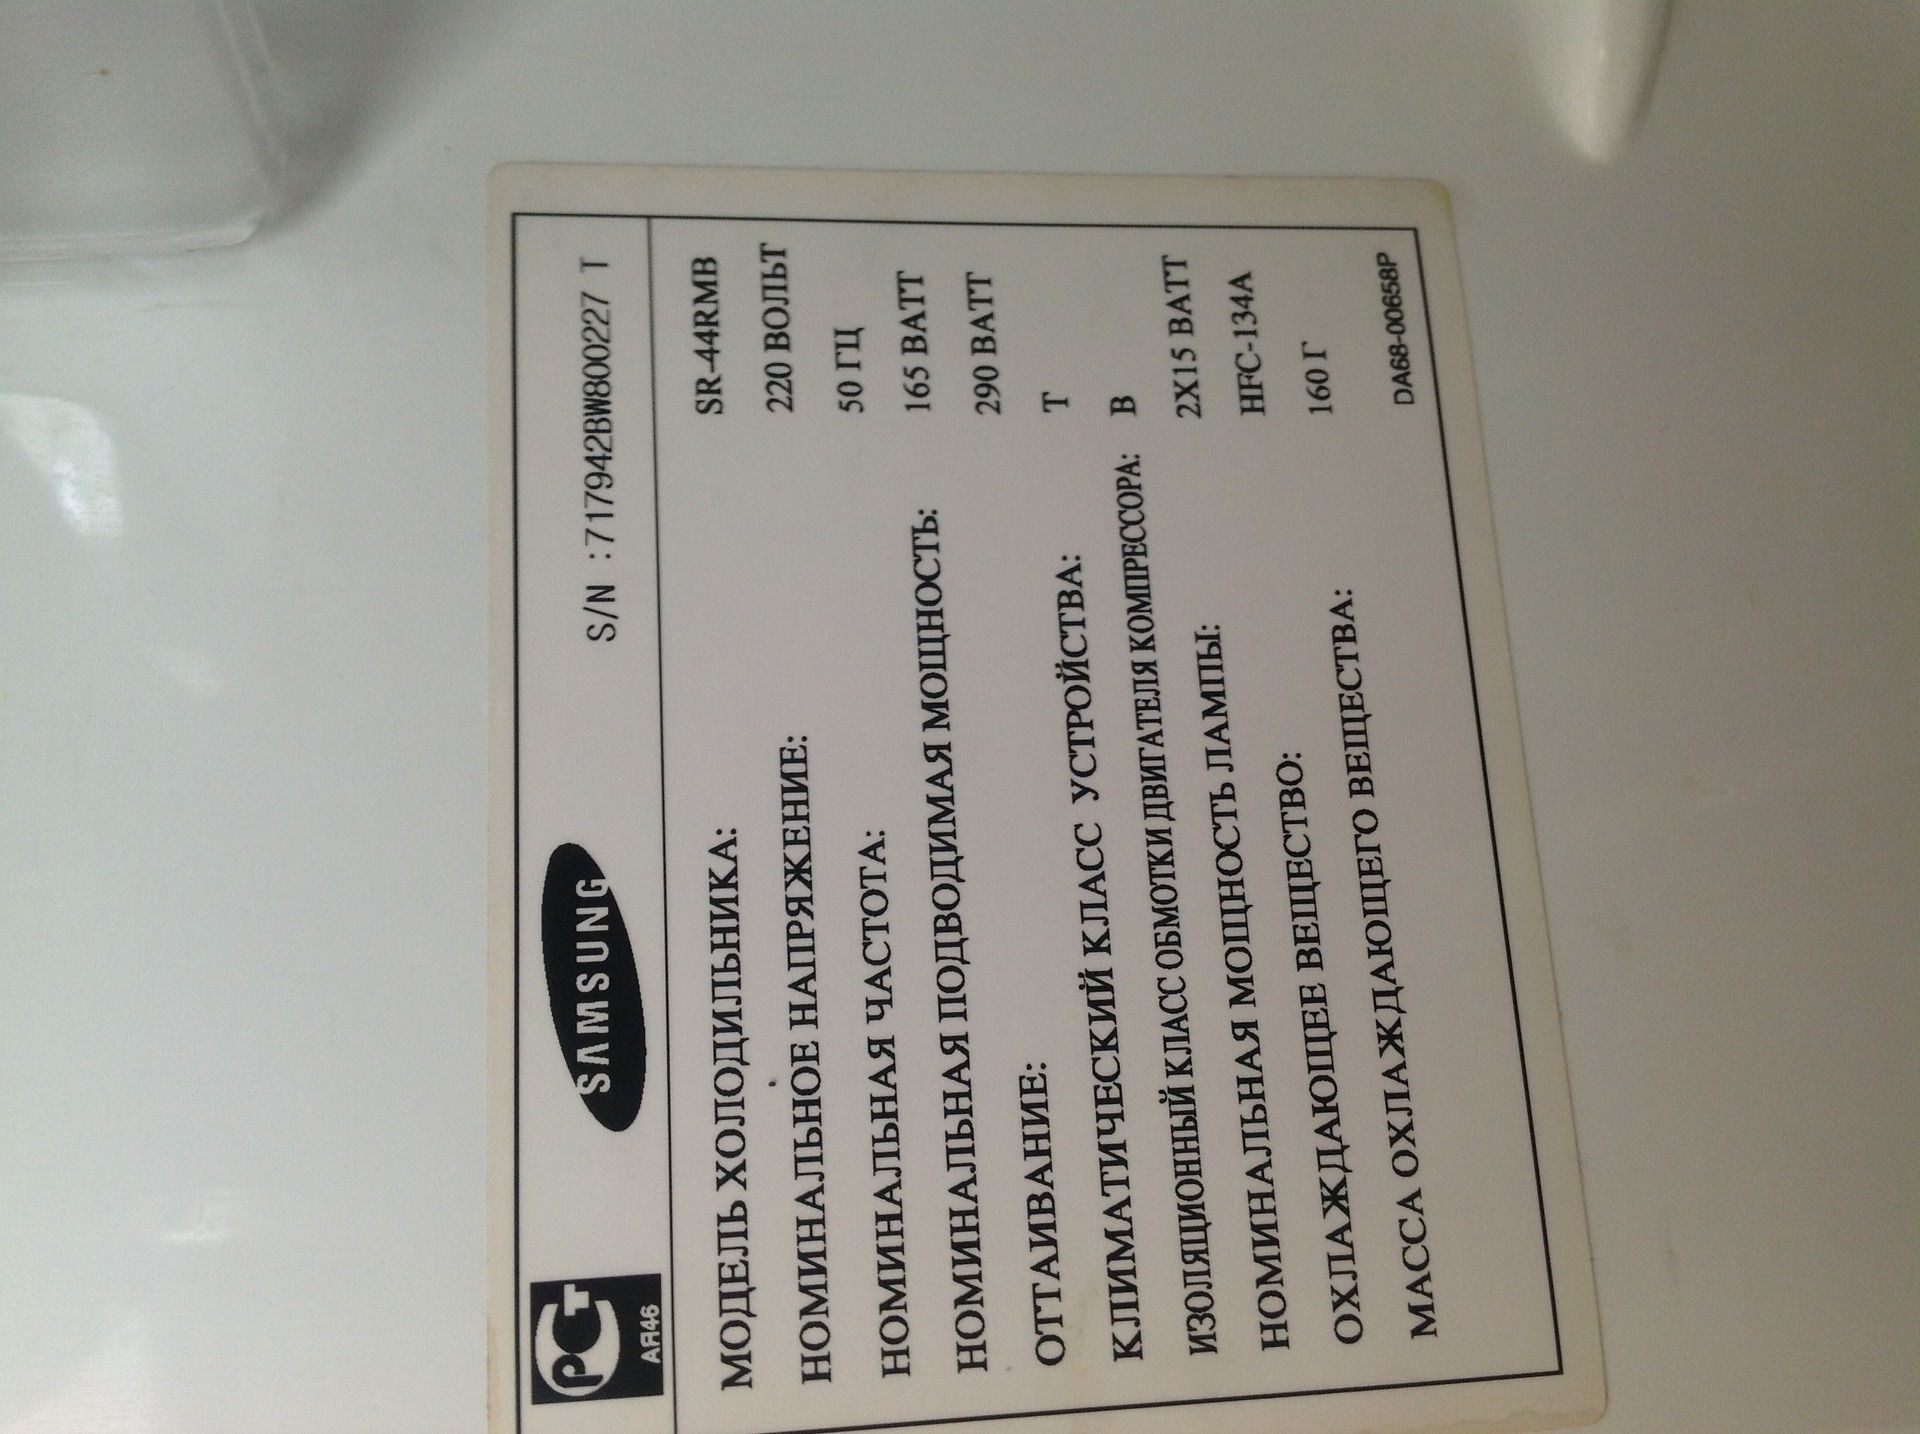 РСТ
АЯ46
SAMSUNG
S/N :717942BW800227 T
МОДЕЛЬ ХОЛОДИЛЬНИКА: SR-44RMB
НОМИНАЛЬНОЕ НАПРЯЖЕНИЕ: 220 ВОЛЬТ
НОМИНАЛЬНАЯ ЧАСТОТА: 50 ГЦ
НОМИНАЛЬНАЯ ПОДВОДИМАЯ МОЩНОСТЬ: 165 ВАТТ
ОТТАИВАНИЕ: 290 ВАТТ
КЛИМАТИЧЕСКИЙ КЛАСС УСТРОЙСТВА: T
ИЗОЛЯЦИОННЫЙ КЛАСС ОБМОТКИ ДВИГАТЕЛЯ КОМПРЕССОРА: B
НОМИНАЛЬНАЯ МОЩНОСТЬ ЛАМПЫ: 2X15 ВАТТ
ОХЛАЖДАЮЩЕЕ ВЕЩЕСТВО: HFC-134A
МАССА ОХЛАЖДАЮЩЕГО ВЕЩЕСТВА: 160 Г
DA68-00658P